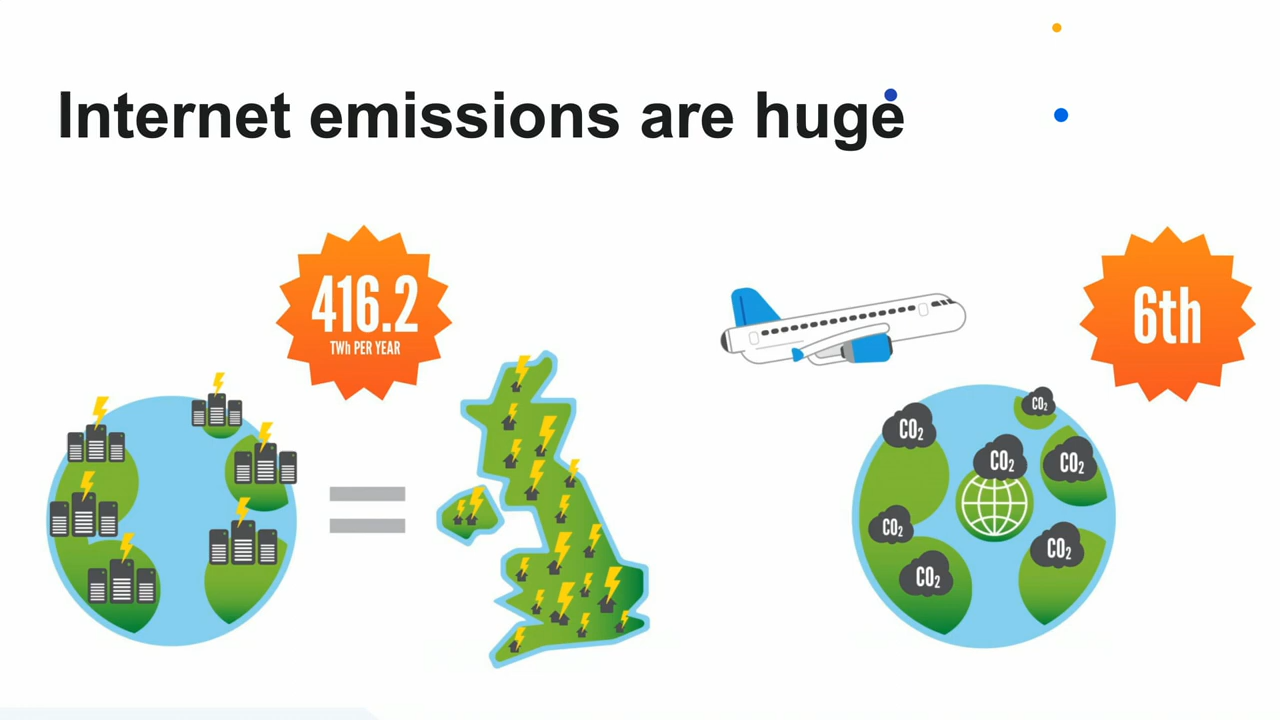 Internet emissions are huge
416.2
TWh PER YEAR
6th
CO2
CO2
CO2
CO2
CO2
CO2
CO2